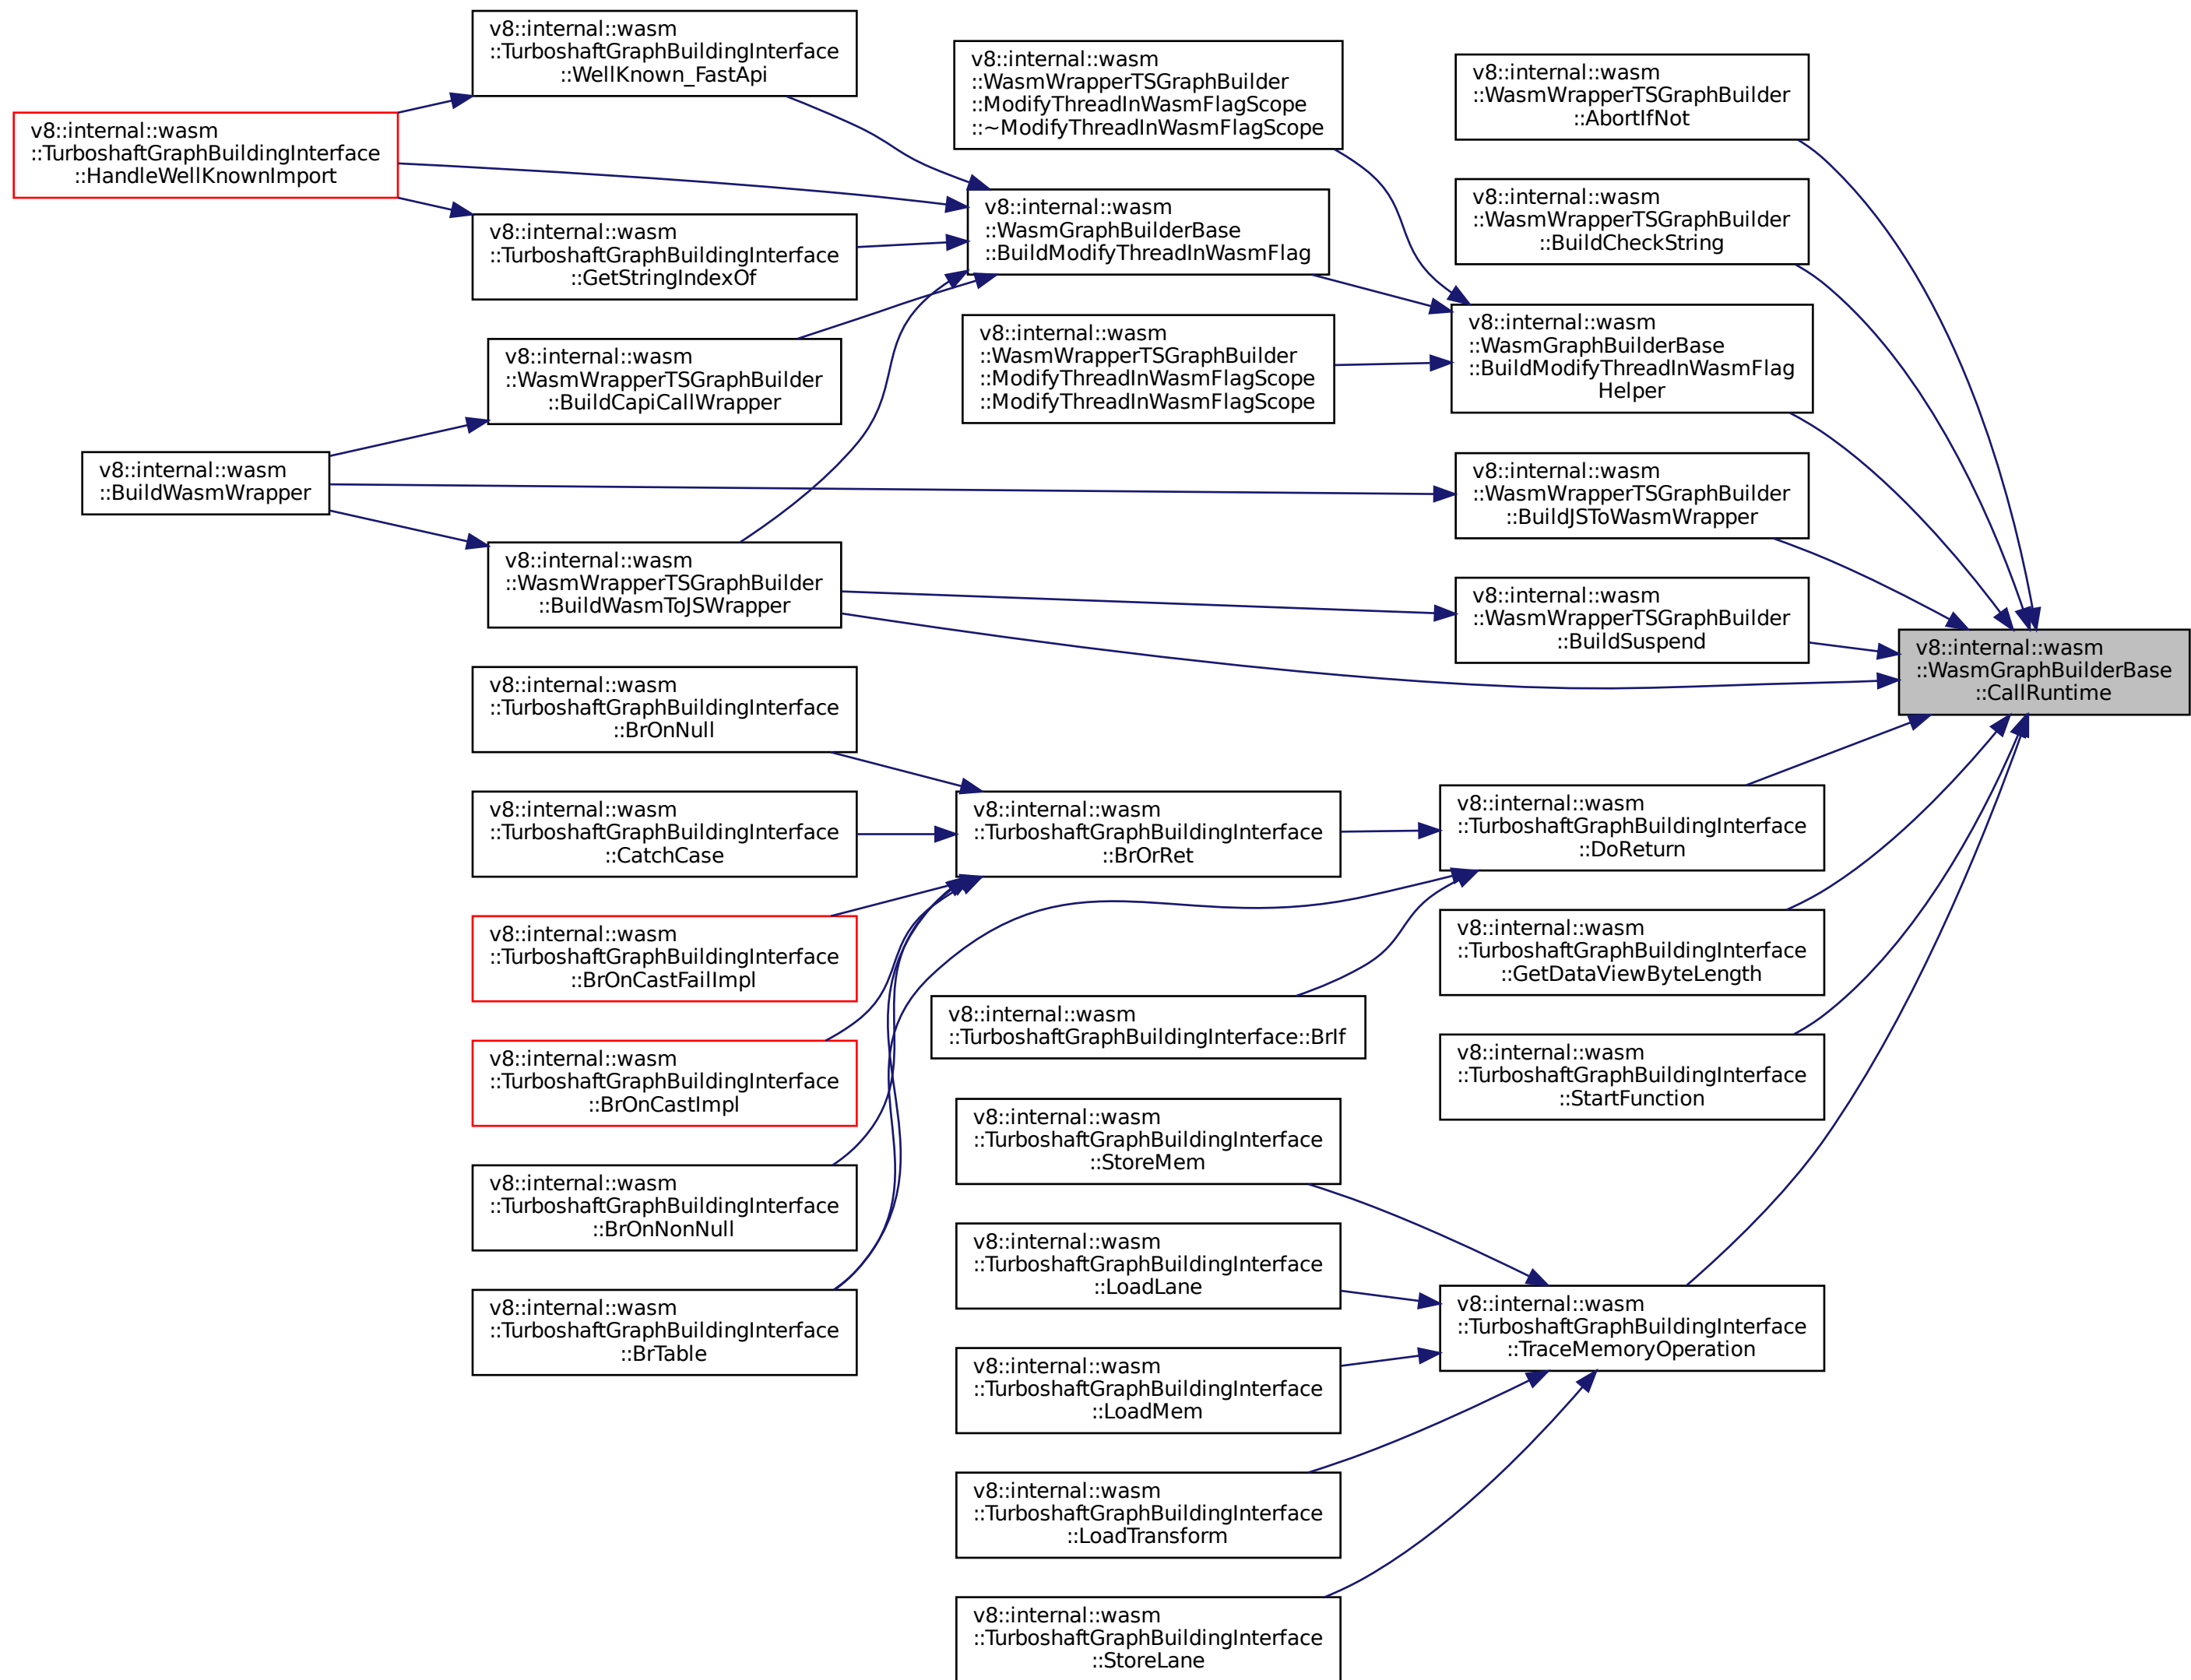 v8::internal::wasm
::TurboshaftGraphBuildingInterface
::WellKnown_FastApi
v8::internal::wasm
::TurboshaftGraphBuildingInterface
::HandleWellKnownImport
v8::internal::wasm
::TurboshaftGraphBuildingInterface
::GetStringIndexOf
v8::internal::wasm
::WasmWrapperTSGraphBuilder
::BuildCapiCallWrapper
v8::internal::wasm
::BuildWasmWrapper
v8::internal::wasm
::WasmWrapperTSGraphBuilder
::BuildWasmToJSWrapper
v8::internal::wasm
::TurboshaftGraphBuildingInterface
::BrOnNull
v8::internal::wasm
::TurboshaftGraphBuildingInterface
::CatchCase
v8::internal::wasm
::TurboshaftGraphBuildingInterface
::BrOnCastFailImpl
v8::internal::wasm
::TurboshaftGraphBuildingInterface
::BrOnCastImpl
v8::internal::wasm
::TurboshaftGraphBuildingInterface
::BrOnNonNull
v8::internal::wasm
::TurboshaftGraphBuildingInterface
::BrTable
v8::internal::wasm
::WasmWrapperTSGraphBuilder
::ModifyThreadInWasmFlagScope
::~ModifyThreadInWasmFlagScope
v8::internal::wasm
::WasmGraphBuilderBase
::BuildModifyThreadInWasmFlag
v8::internal::wasm
::WasmWrapperTSGraphBuilder
::ModifyThreadInWasmFlagScope
::ModifyThreadInWasmFlagScope
v8::internal::wasm
::TurboshaftGraphBuildingInterface
::BrOrRet
v8::internal::wasm
::TurboshaftGraphBuildingInterface::BrIf
v8::internal::wasm
::TurboshaftGraphBuildingInterface
::StoreMem
v8::internal::wasm
::TurboshaftGraphBuildingInterface
::LoadLane
v8::internal::wasm
::TurboshaftGraphBuildingInterface
::LoadMem
v8::internal::wasm
::TurboshaftGraphBuildingInterface
::LoadTransform
v8::internal::wasm
::TurboshaftGraphBuildingInterface
::StoreLane
v8::internal::wasm
::WasmWrapperTSGraphBuilder
::AbortIfNot
v8::internal::wasm
::WasmWrapperTSGraphBuilder
::BuildCheckString
v8::internal::wasm
::WasmGraphBuilderBase
::BuildModifyThreadInWasmFlag
Helper
v8::internal::wasm
::WasmWrapperTSGraphBuilder
::BuildJSToWasmWrapper
v8::internal::wasm
::WasmWrapperTSGraphBuilder
::BuildSuspend
v8::internal::wasm
::TurboshaftGraphBuildingInterface
::DoReturn
v8::internal::wasm
::TurboshaftGraphBuildingInterface
::GetDataViewByteLength
v8::internal::wasm
::TurboshaftGraphBuildingInterface
::StartFunction
v8::internal::wasm
::TurboshaftGraphBuildingInterface
::TraceMemoryOperation
v8::internal::wasm
::WasmGraphBuilderBase
::CallRuntime